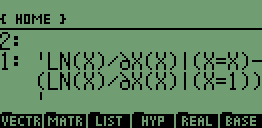 { HOME }
2:
1: 'LN(X)/∂X(X)|(X=X)-
(LN(X)/∂X(X)|(X=1))
'
VECTR MATR LIST HYP REAL BASE